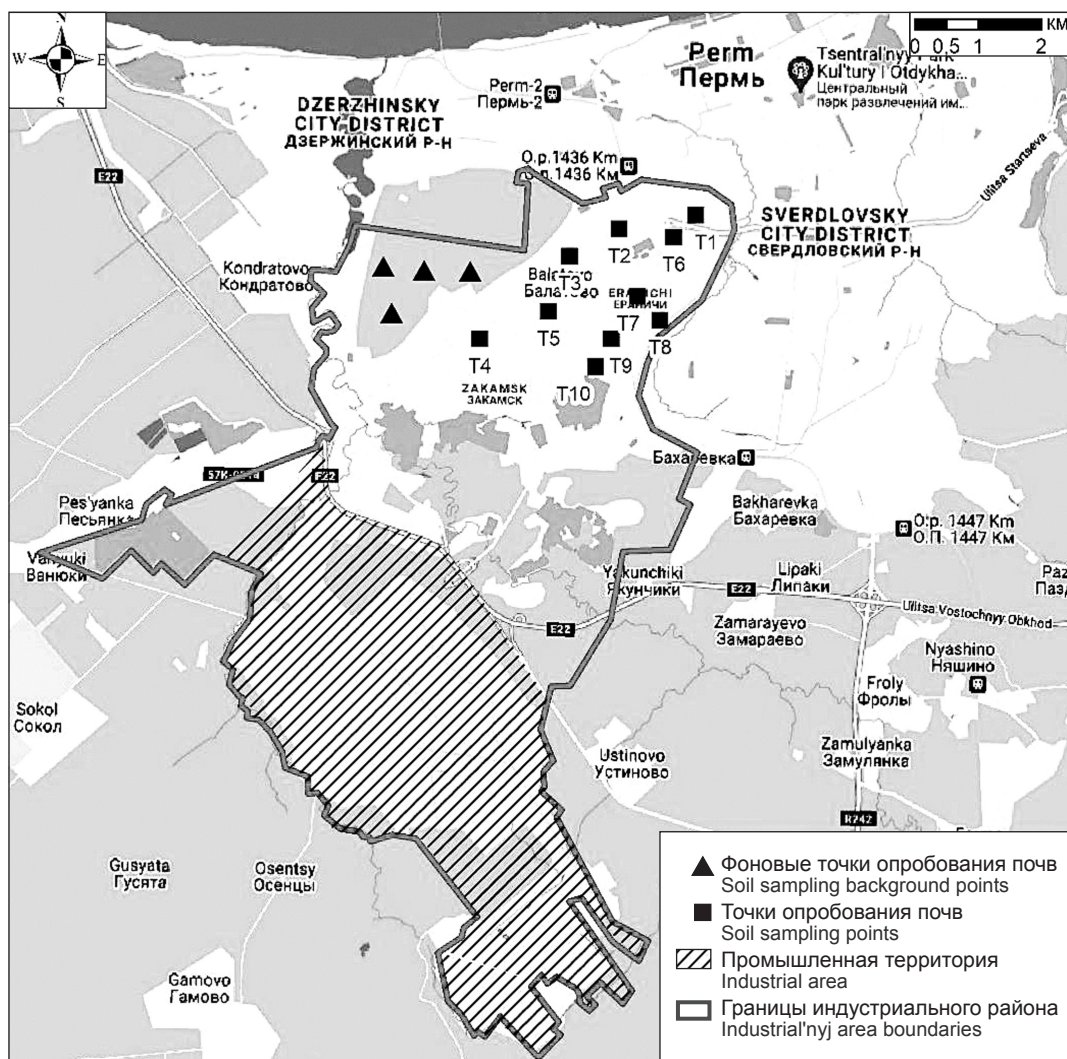 N
W
E
S
KM
0 0,5 1 2
Perm
Пермь
Tsentral'nyy Park
Kul'tury I Otdykha...
Центральный
парк развлечений им...
Perm-2
Пермь-2
DZERZHINSKY
CITY DISTRICT
ДЗЕРЖИНСКИЙ Р-Н
O.p.1436 Km
О.п.1436 Км
E22
Ulitsa Startseva
SVERDLOVSKY
CITY DISTRICT
СВЕРДЛОВСКИЙ Р-Н
T1
T2
T6
Kondratovo
Кондратово
T3
Балатово
ЕРАНИЧИ
T7
T5
T8
T4
T9
ZAKAMSK
ЗАКАМСК
T10
Бахаревка
E22
Pes'yanka
Песьянка
Bakharevka
Бахаревка
O.p. 1447 Km
О.П. 1447 Км
Vanyuki
Ванюки
Yakunchiki
Якунчики
Lipaki
Липаки
Paz
Пазд
E22
Ulitsa Vostochnyy Obkhod
E22
Zamarayevo
Замараево
Nyashino
Няшино
Froly
Фролы
Sokol
Сокол
Ustinovo
Устиново
Zamulyanka
Замулянка
R242
Gusyata
Гусята
Osentsy
Осенцы
Gamovo
Гамово
Фоновые точки опробования почв
Soil sampling background points
Точки опробования почв
Soil sampling points
Промышленная территория
Industrial area
Границы индустриального района
Industrial'nyj area boundaries